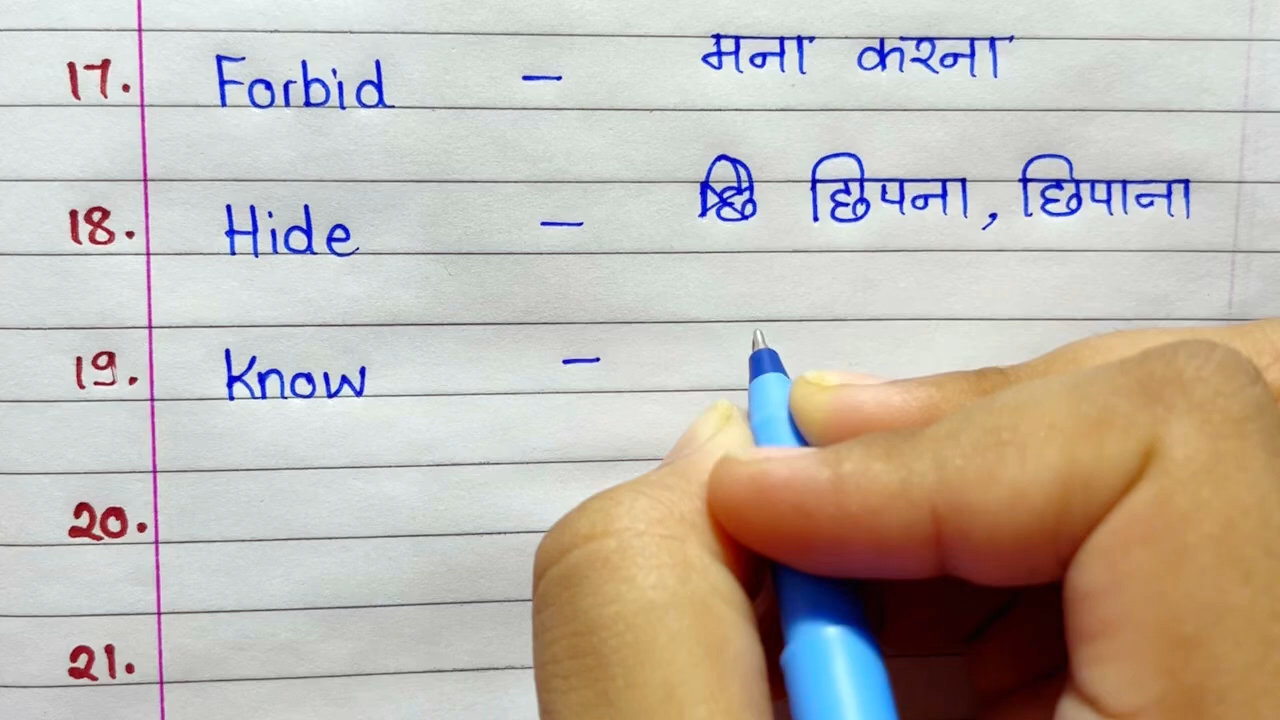 17. Forbid - मना करना
18. Hide - छिपना, छिपाना
19. Know -
20.
21.